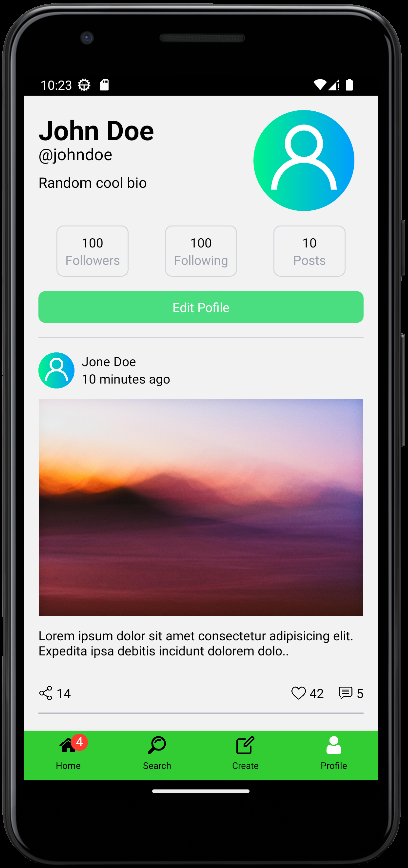 10:23
John Doe
@johndoe
Random cool bio
100
Followers
100
Following
10
Posts
Edit Pofile
Jone Doe
10 minutes ago
Lorem ipsum dolor sit amet consectetur adipisicing elit.
Expedita ipsa debitis incidunt dolorem dolo..
14
42
5
4
Home
Search
Create
Profile